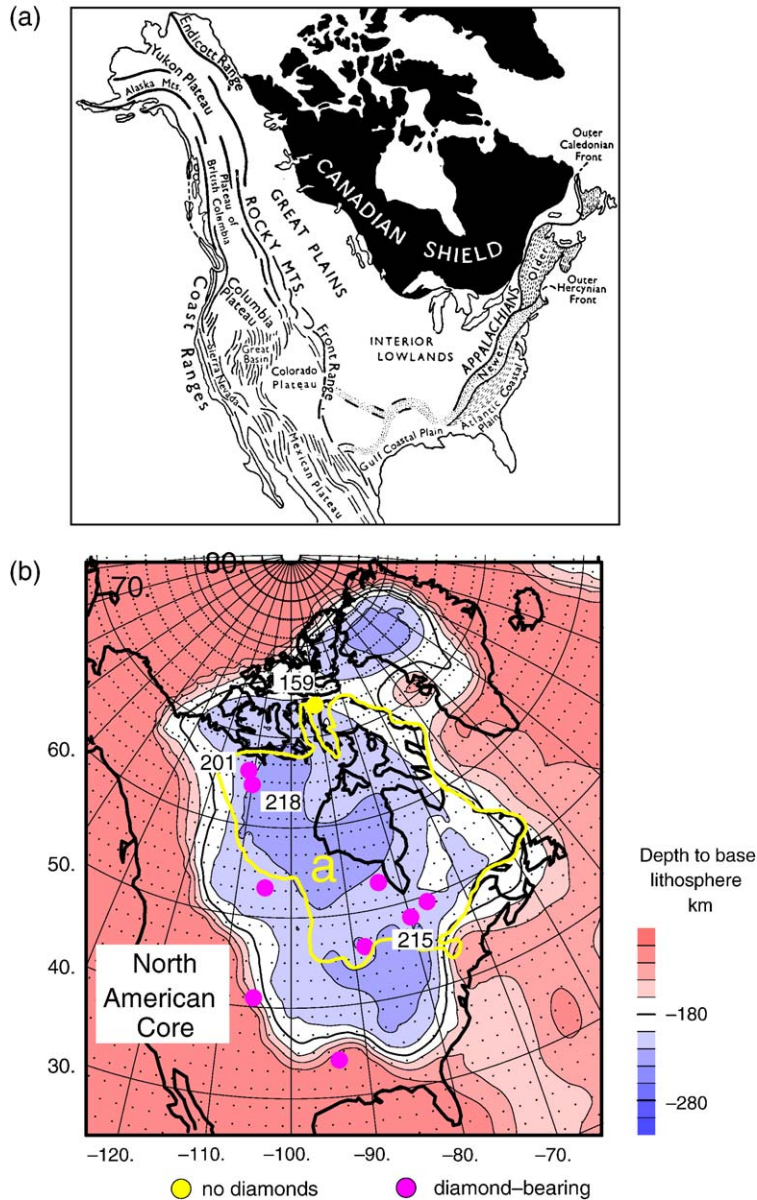 (a)
Endicott Range
Yukon Plateau
Alaska Mts.
Plateau of
British Columbia
ROCKY MTS.
GREAT PLAINS
CANADIAN SHIELD
Outer
Caledonian
Front
Older
Outer
Hercynian
Front
APPALACHIANS
Newer
Coast Ranges
Columbia
Plateau
Great
Basin
Sierra Nevada
Colorado
Plateau
Front Range
INTERIOR
LOWLANDS
Atlantic Coastal
Plain
Gulf Coastal Plain
Mexican Plateau
(b)
80.
70.
159
60.
201
218
50.
a
215
40.
North
American
Core
30.
−120.
−110.
−100.
−90.
−80.
−70.
Depth to base
lithosphere
km
−180
−280
no diamonds
diamond−bearing